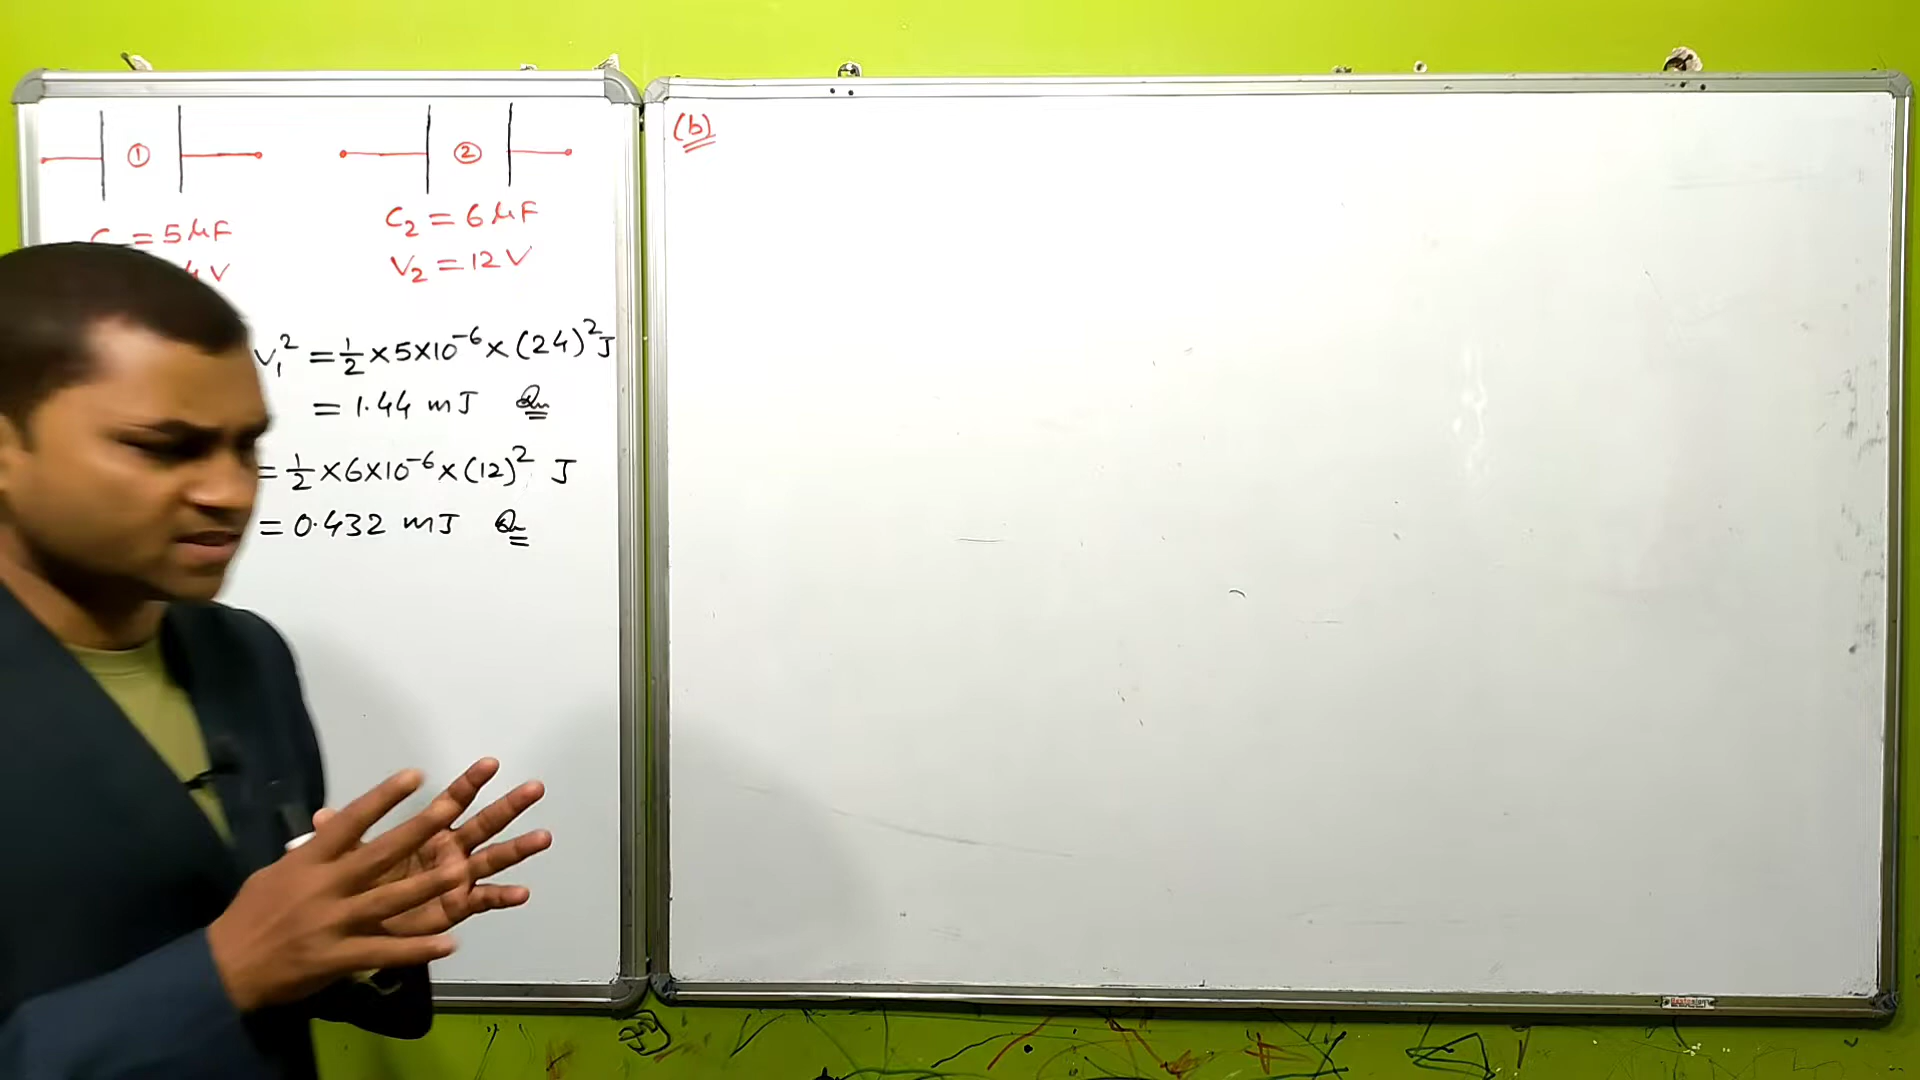 ① ②
C = 5 μF
4 V
C₂ = 6 μF
V₂ = 12 V
V₁² = 1/2 × 5 × 10⁻⁶ × (24)² J
= 1.44 mJ
= 1/2 × 6 × 10⁻⁶ × (12)² J
= 0.432 mJ
(b)